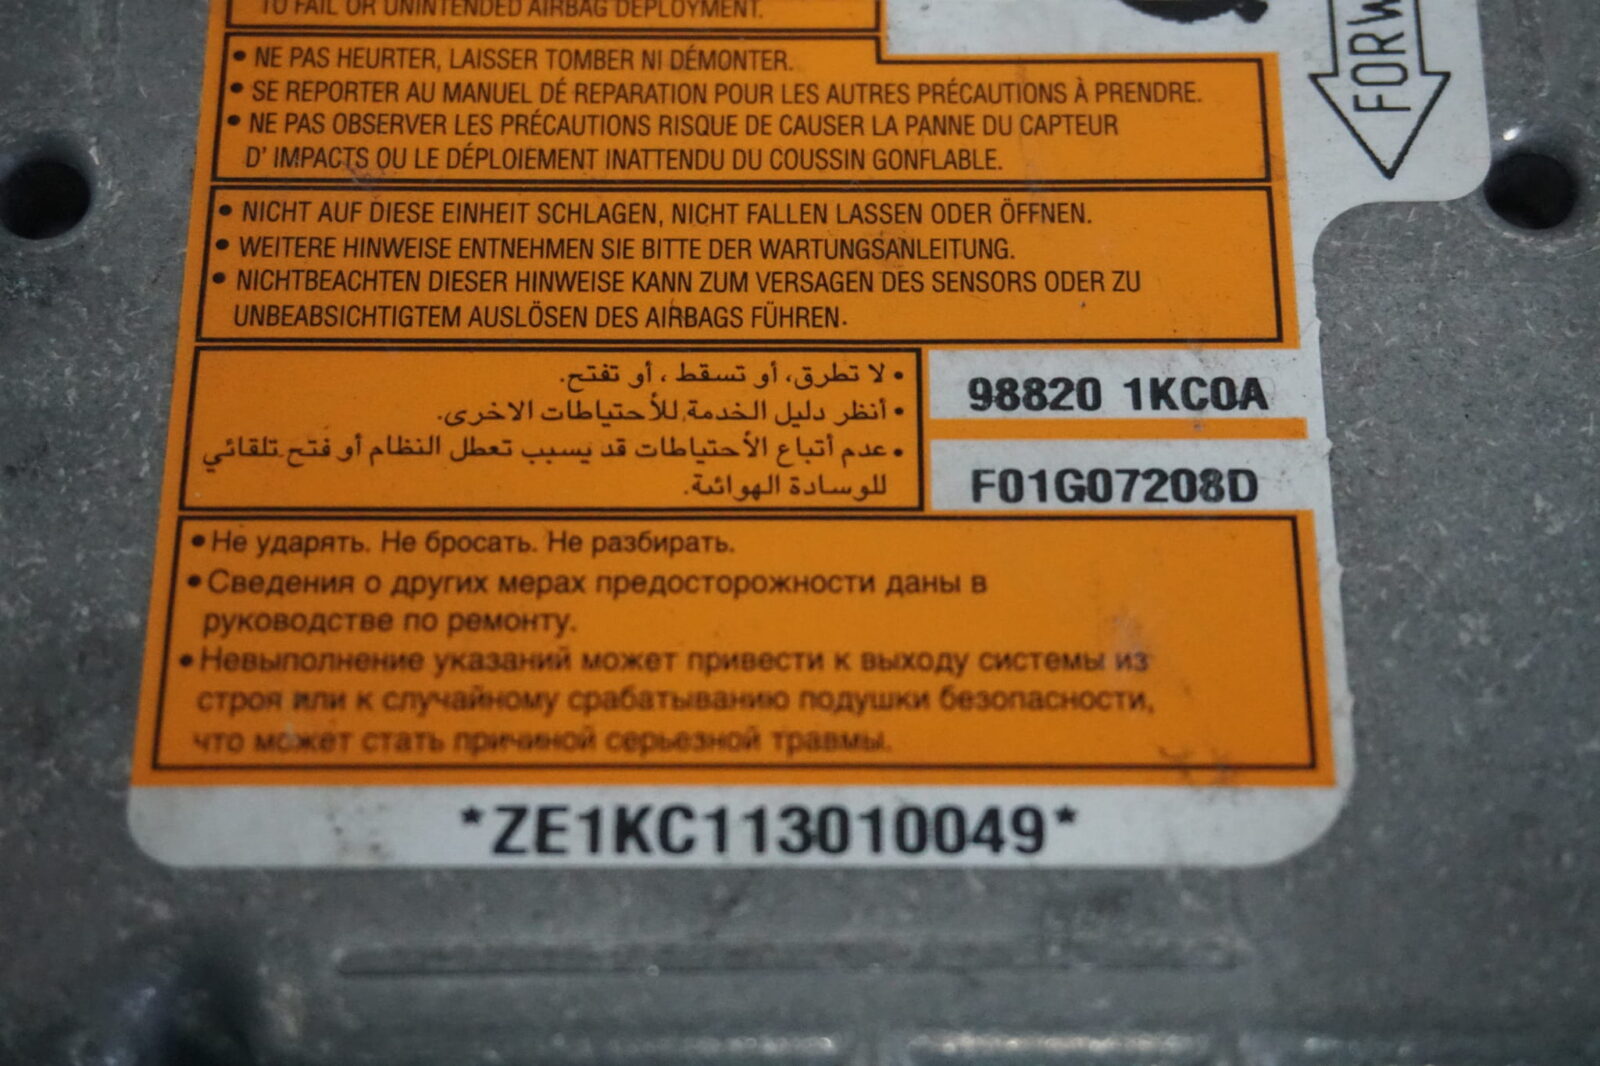 TO FAIL OR UNINTENDED AIRBAG DEPLOYMENT.
FORW
• NE PAS HEURTER, LAISSER TOMBER NI DÉMONTER.
• SE REPORTER AU MANUEL DÉ REPARATION POUR LES AUTRES PRÉCAUTIONS À PRENDRE.
• NE PAS OBSERVER LES PRÉCAUTIONS RISQUE DE CAUSER LA PANNE DU CAPTEUR
D' IMPACTS OU LE DÉPLOIEMENT INATTENDU DU COUSSIN GONFLABLE.
• NICHT AUF DIESE EINHEIT SCHLAGEN, NICHT FALLEN LASSEN ODER ÖFFNEN.
• WEITERE HINWEISE ENTNEHMEN SIE BITTE DER WARTUNGSANLEITUNG.
• NICHTBEACHTEN DIESER HINWEISE KANN ZUM VERSAGEN DES SENSORS ODER ZU
UNBEABSICHTIGTEM AUSLÖSEN DES AIRBAGS FÜHREN.
• لا تطرق، أو تسقط ، أو تفتح.
• أنظر دليل الخدمة للأحتياطات الاخرى.
• عدم أتباع الأحتياطات قد يسبب تعطل النظام أو فتح تلقائي
للوسادة الهوائية.
98820 1KC0A
F01G07208D
• Не ударять. Не бросать. Не разбирать.
• Сведения о других мерах предосторожности даны в
руководстве по ремонту.
• Невыполнение указаний может привести к выходу системы из
строя или к случайному срабатыванию подушки безопасности,
что может стать причиной серьезной травмы.
*ZE1KC113010049*